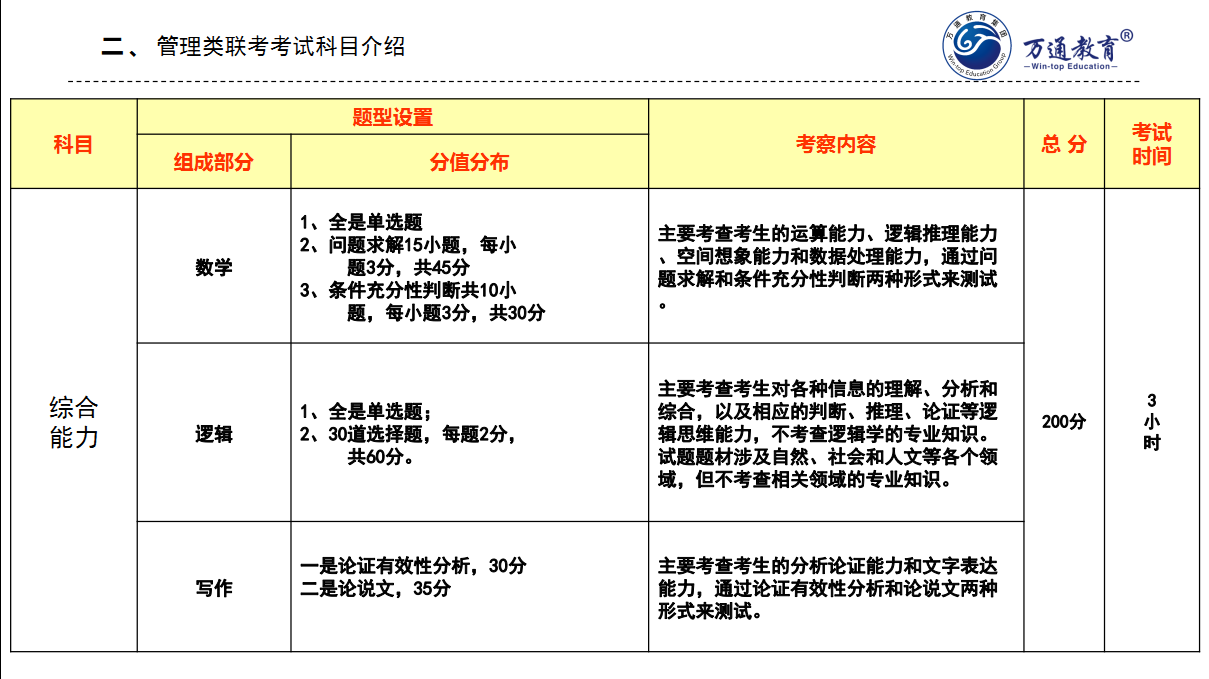 二、管理类联考考试科目介绍
万通教育集团
Win-top Education Group
万通教育®
Win-top Education
科目
题型设置
组成部分
分值分布
考察内容
总 分
考试
时间
综合
能力
数学
1、全是单选题
2、问题求解15小题，每小
题3分，共45分
3、条件充分性判断共10小
题，每小题3分，共30分
主要考查考生的运算能力、逻辑推理能力
、空间想象能力和数据处理能力，通过问
题求解和条件充分性判断两种形式来测试
。
逻辑
1、全是单选题；
2、30道选择题，每题2分，
共60分。
主要考查考生对各种信息的理解、分析和
综合，以及相应的判断、推理、论证等逻
辑思维能力，不考查逻辑学的专业知识。
试题题材涉及自然、社会和人文等各个领
域，但不考查相关领域的专业知识。
写作
一是论证有效性分析，30分
二是论说文，35分
主要考查考生的分析论证能力和文字表达
能力，通过论证有效性分析和论说文两种
形式来测试。
200分
3
小
时